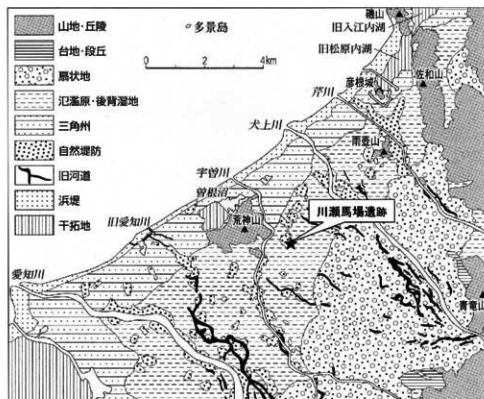 山地・丘陵
台地・段丘
扇状地
氾濫原・後背湿地
三角州
自然堤防
旧河道
浜堤
干拓地
多景島
0 2 4km
磯山
旧入江内湖
旧松原内湖
彦根城
佐和山
芹川
犬上川
雨壺山
宇曽川
曽根沼
荒神山
川瀬馬場遺跡
旧愛知川
愛知川
青竜山